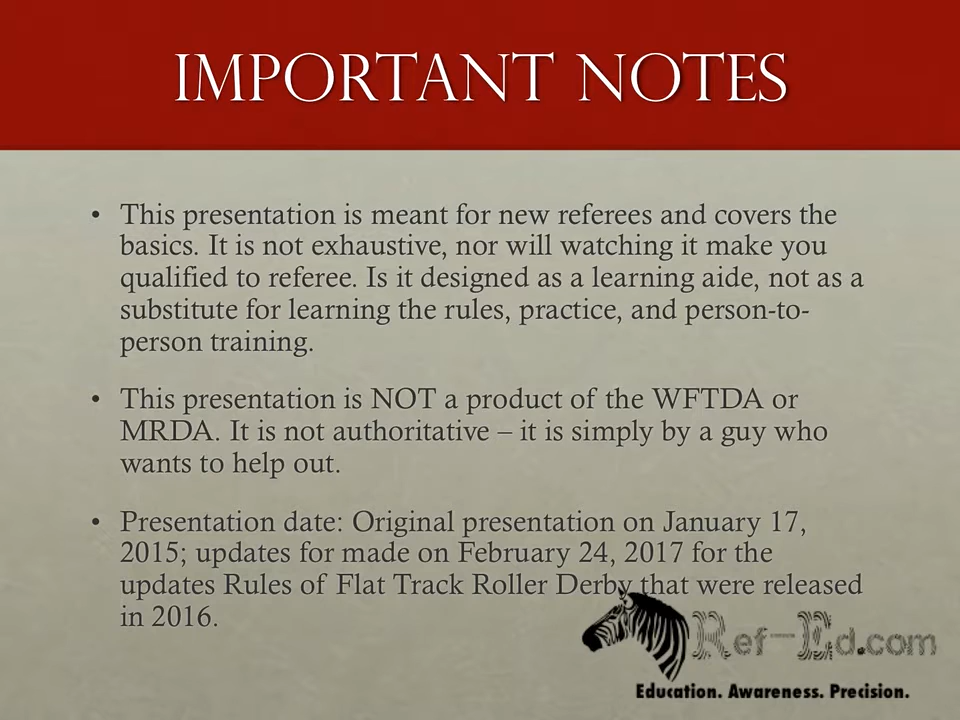 IMPORTANT NOTES
• This presentation is meant for new referees and covers the
basics. It is not exhaustive, nor will watching it make you
qualified to referee. Is it designed as a learning aide, not as a
substitute for learning the rules, practice, and person-to-
person training.
• This presentation is NOT a product of the WFTDA or
MRDA. It is not authoritative – it is simply by a guy who
wants to help out.
• Presentation date: Original presentation on January 17,
2015; updates for made on February 24, 2017 for the
updates Rules of Flat Track Roller Derby that were released
in 2016.
Ref-Ed.com
Education. Awareness. Precision.